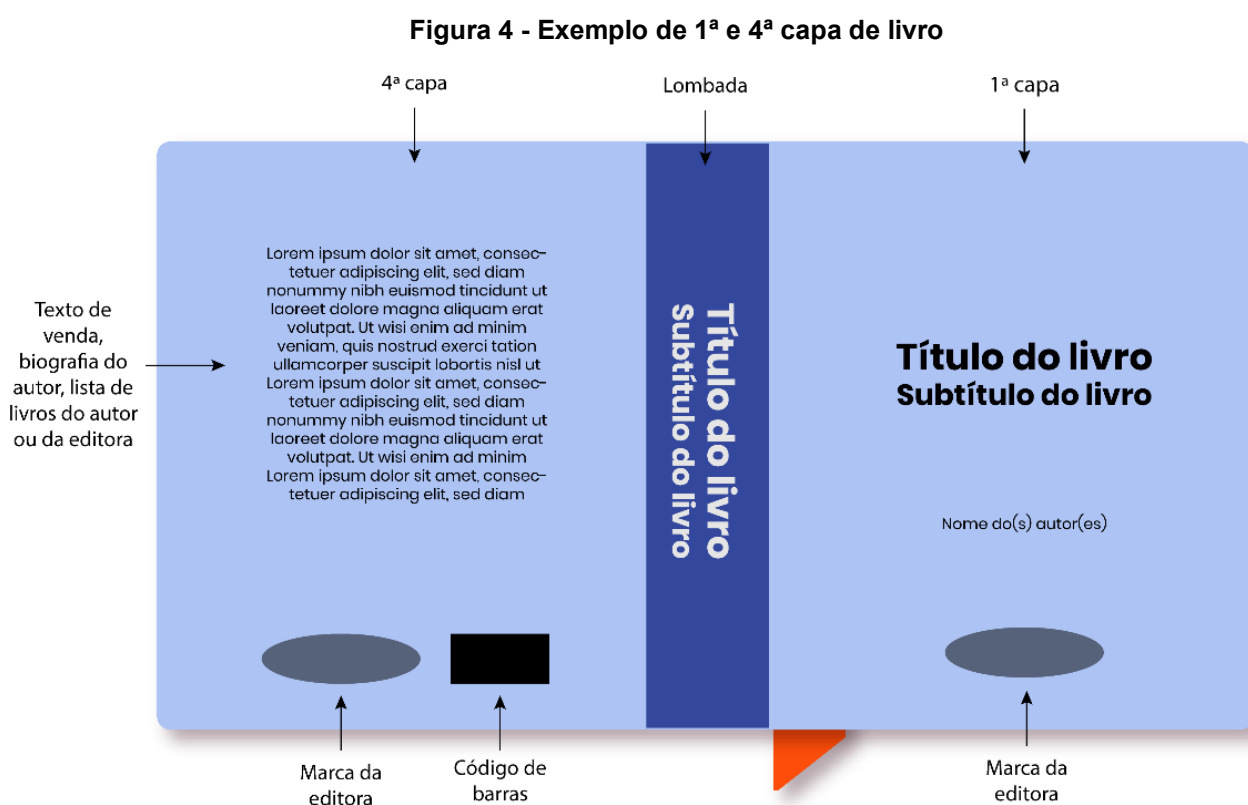 Figura 4 - Exemplo de 1ª e 4ª capa de livro
4ª capa
Lombada
1ª capa
Texto de
venda,
biografia do
autor, lista de
livros do autor
ou da editora
Lorem ipsum dolor sit amet, consec-
tetuer adipiscing elit, sed diam
nonummy nibh euismod tincidunt ut
laoreet dolore magna aliquam erat
volutpat. Ut wisi enim ad minim
veniam, quis nostrud exerci tation
ullamcorper suscipit lobortis nisl ut
Lorem ipsum dolor sit amet, consec-
tetuer adipiscing elit, sed diam
nonummy nibh euismod tincidunt ut
laoreet dolore magna aliquam erat
volutpat. Ut wisi enim ad minim
Lorem ipsum dolor sit amet, consec-
tetuer adipiscing elit, sed diam
Título do livro
Subtítulo do livro
Título do livro
Subtítulo do livro
Nome do(s) autor(es)
Marca da
editora
Código de
barras
Marca da
editora